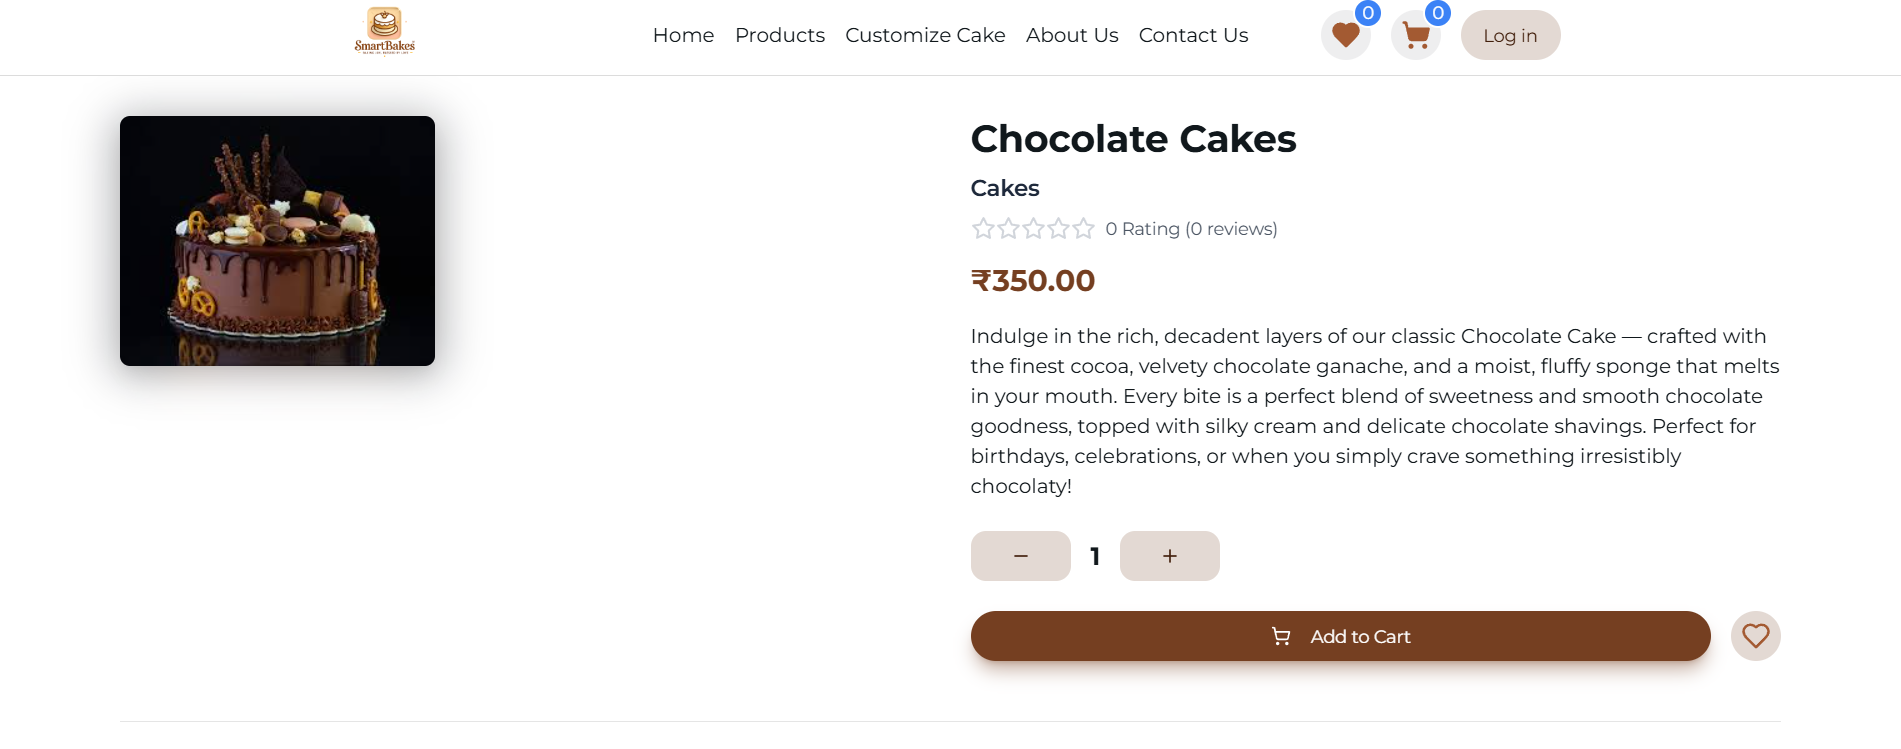 SmartBakes
Home
Products
Customize Cake
About Us
Contact Us
0
0
Log in
Chocolate Cakes
Cakes
0 Rating (0 reviews)
₹350.00
Indulge in the rich, decadent layers of our classic Chocolate Cake — crafted with
the finest cocoa, velvety chocolate ganache, and a moist, fluffy sponge that melts
in your mouth. Every bite is a perfect blend of sweetness and smooth chocolate
goodness, topped with silky cream and delicate chocolate shavings. Perfect for
birthdays, celebrations, or when you simply crave something irresistibly
chocolaty!
− 1 +
Add to Cart